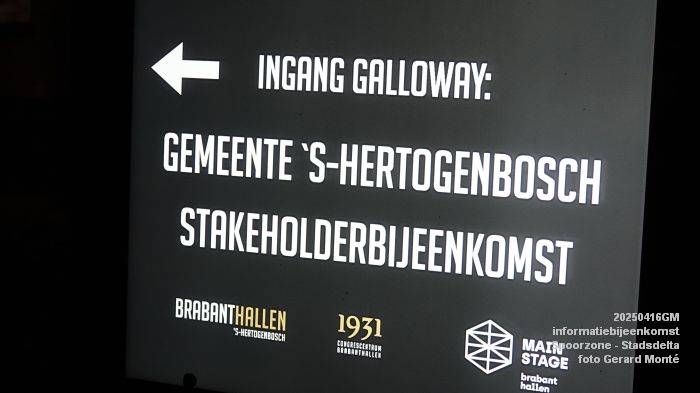 INGANG GALLOWAY:
GEMEENTE `S-HERTOGENBOSCH
STAKEHOLDERBIJEENKOMST
BRABANTHALLEN
'S-HERTOGENBOSCH
1931
CONGRESCENTRUM
BRABANTHALLEN
MAIN
STAGE
brabant
hallen
20250416GM
informatiebijeenkomst
Spoorzone - Stadsdelta
foto Gerard Monté